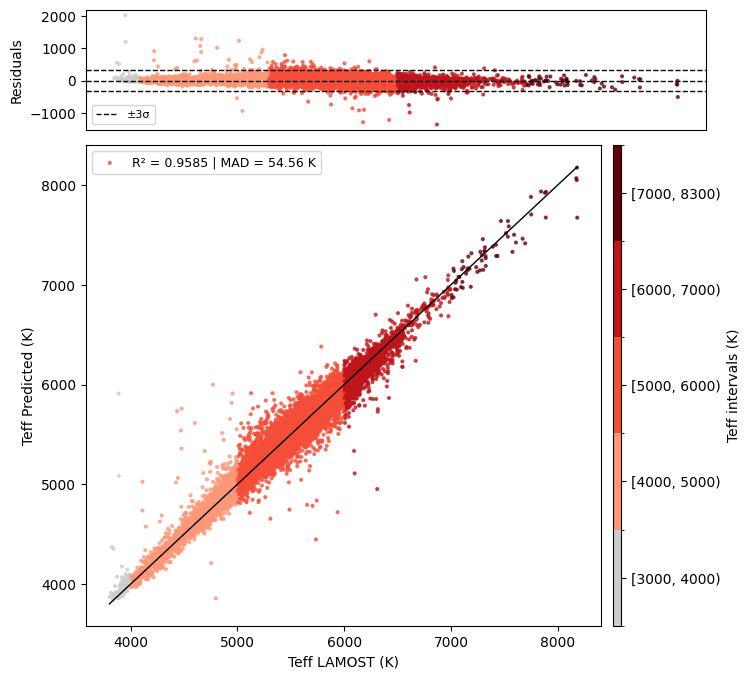 2000
1000
0
−1000
Residuals
±3σ
R² = 0.9585 | MAD = 54.56 K
8000
7000
6000
5000
4000
Teff Predicted (K)
4000 5000 6000 7000 8000
Teff LAMOST (K)
[7000, 8300)
[6000, 7000)
[5000, 6000)
[4000, 5000)
[3000, 4000)
Teff intervals (K)